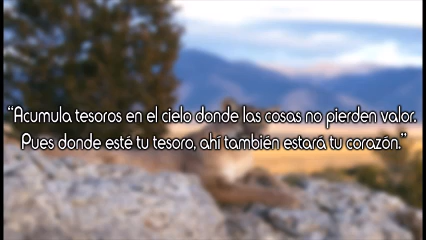 “Acumula tesoros en el cielo donde las cosas no pierden valor.
Pues donde esté tu tesoro, ahí también estará tu corazón.”